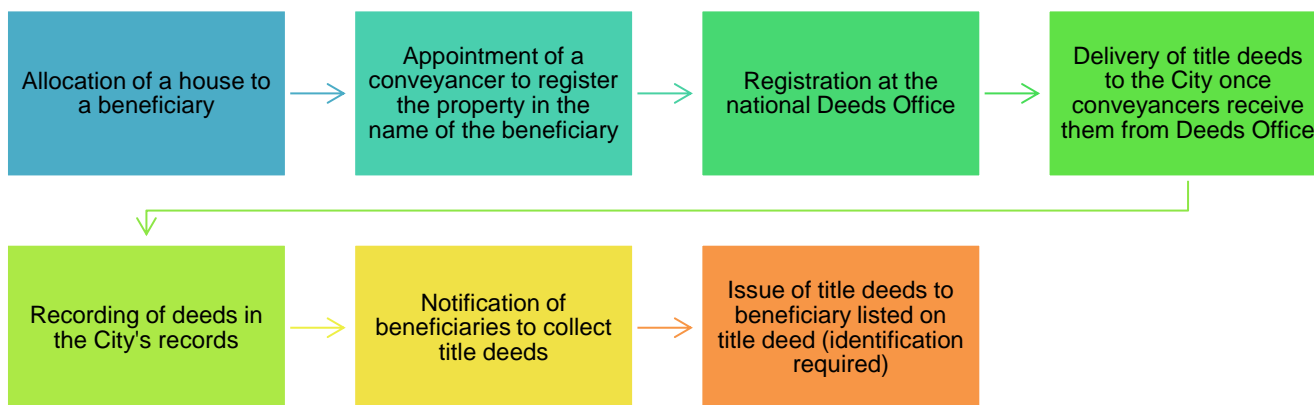 Allocation of a house to
a beneficiary
Appointment of a
conveyancer to register
the property in the
name of the beneficiary
Registration at the
national Deeds Office
Delivery of title deeds
to the City once
conveyancers receive
them from Deeds Office
Recording of deeds in
the City's records
Notification of
beneficiaries to collect
title deeds
Issue of title deeds to
beneficiary listed on
title deed (identification
required)